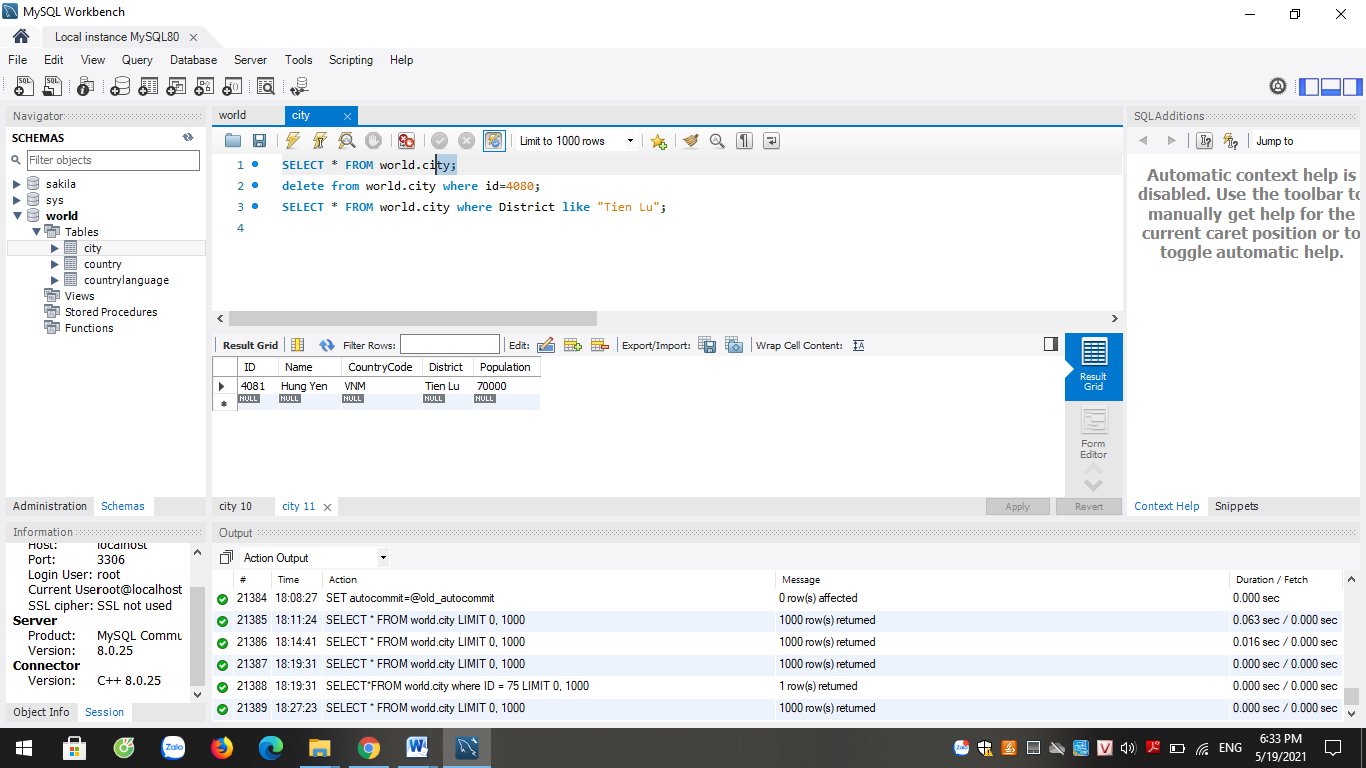 MySQL Workbench
Local instance MySQL80
File Edit View Query Database Server Tools Scripting Help
Navigator
SCHEMAS
Filter objects
sakila
sys
world
Tables
city
country
countrylanguage
Views
Stored Procedures
Functions
Administration Schemas
Information
Host: localhost
Port: 3306
Login User: root
Current User root@localhost
SSL cipher: SSL not used
Server
Product: MySQL Commu
Version: 8.0.25
Connector
Version: C++ 8.0.25
Object Info Session
world city
Limit to 1000 rows
1 SELECT * FROM world.city;
2 delete from world.city where id=4080;
3 SELECT * FROM world.city where District like "Tien Lu";
4
Result Grid Filter Rows: Edit: Export/Import: Wrap Cell Content:
ID Name CountryCode District Population
4081 Hung Yen VNM Tien Lu 70000
NULL NULL NULL NULL NULL
Result
Grid
Form
Editor
city 10 city 11 Apply Revert
SQLAdditions
Jump to
Automatic context help is
disabled. Use the toolbar to
manually get help for the
current caret position or to
toggle automatic help.
Context Help Snippets
Output
Action Output
# Time Action Message Duration / Fetch
21384 18:08:27 SET autocommit=@old_autocommit 0 row(s) affected 0.000 sec
21385 18:11:24 SELECT * FROM world.city LIMIT 0, 1000 1000 row(s) returned 0.063 sec / 0.000 sec
21386 18:14:41 SELECT * FROM world.city LIMIT 0, 1000 1000 row(s) returned 0.016 sec / 0.000 sec
21387 18:19:31 SELECT * FROM world.city LIMIT 0, 1000 1000 row(s) returned 0.000 sec / 0.000 sec
21388 18:19:31 SELECT*FROM world.city where ID = 75 LIMIT 0, 1000 1 row(s) returned 0.000 sec / 0.000 sec
21389 18:27:23 SELECT * FROM world.city LIMIT 0, 1000 1000 row(s) returned 0.000 sec / 0.000 sec
Zalo
ENG
6:33 PM
5/19/2021